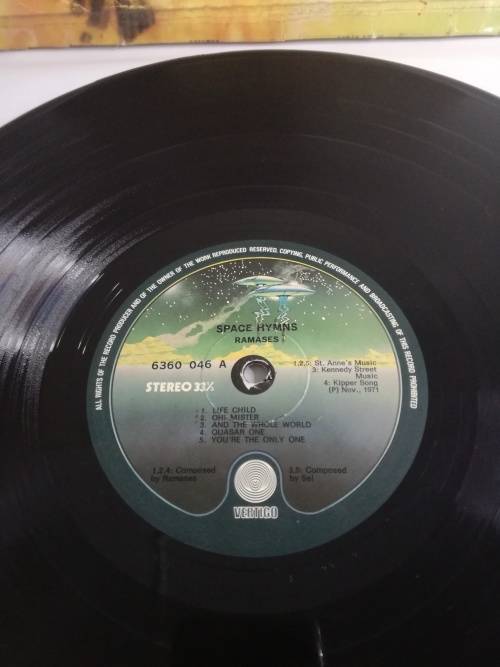 ALL RIGHTS OF THE RECORD PRODUCER AND OF THE OWNER OF THE WORK REPRODUCED RESERVED. COPYING, PUBLIC PERFORMANCE AND BROADCASTING OF THIS RECORD PROHIBITED
SPACE HYMNS
RAMASES
6360 046 A
STEREO 33⅓
1,2,5: St. Anne's Music
3: Kennedy Street
Music
4: Kipper Song
(P) Nov., 1971
1. LIFE CHILD
2. OH! MISTER
3. AND THE WHOLE WORLD
4. QUASAR ONE
5. YOU'RE THE ONLY ONE
1,2,4: Composed
by Ramases
3,5: Composed
by Sel
VERTIGO